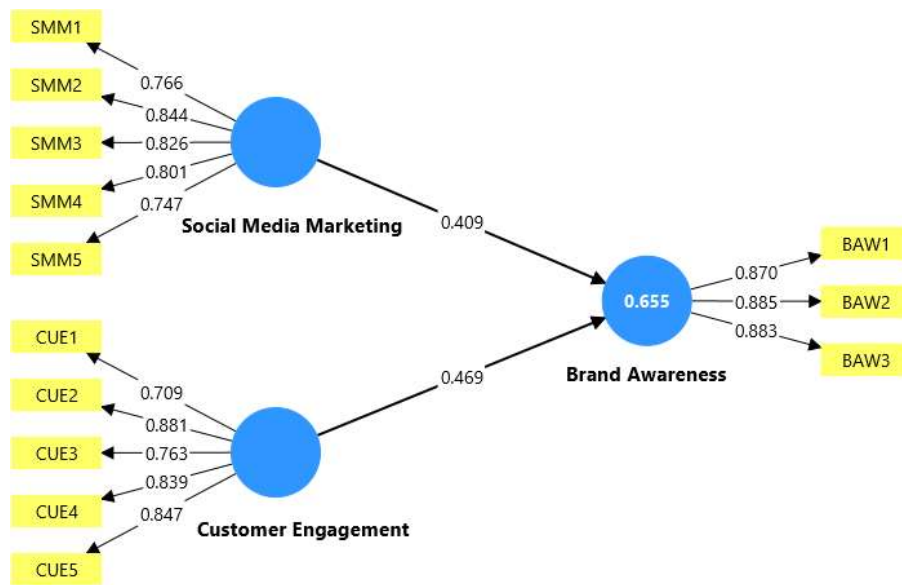 SMM1
0.766
SMM2
0.844
SMM3
0.826
SMM4
0.801
SMM5
0.747
Social Media Marketing
0.409
CUE1
0.709
CUE2
0.881
CUE3
0.763
CUE4
0.839
CUE5
0.847
Customer Engagement
0.469
0.655
Brand Awareness
BAW1
0.870
BAW2
0.885
BAW3
0.883